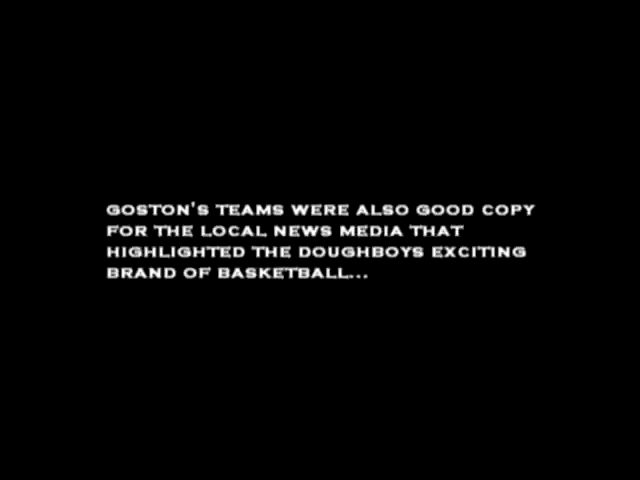 GOSTON'S TEAMS WERE ALSO GOOD COPY
FOR THE LOCAL NEWS MEDIA THAT
HIGHLIGHTED THE DOUGHBOYS EXCITING
BRAND OF BASKETBALL...